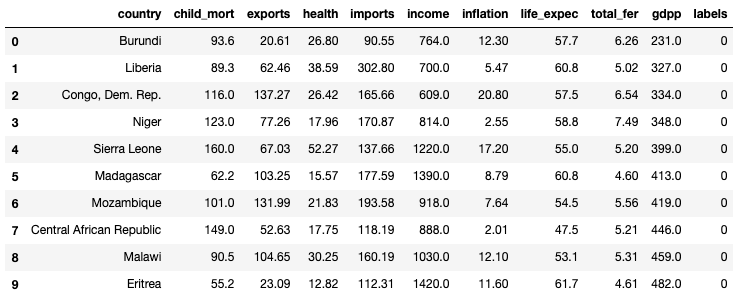 country child_mort exports health imports income inflation life_expec total_fer gdpp labels
0 Burundi 93.6 20.61 26.80 90.55 764.0 12.30 57.7 6.26 231.0 0
1 Liberia 89.3 62.46 38.59 302.80 700.0 5.47 60.8 5.02 327.0 0
2 Congo, Dem. Rep. 116.0 137.27 26.42 165.66 609.0 20.80 57.5 6.54 334.0 0
3 Niger 123.0 77.26 17.96 170.87 814.0 2.55 58.8 7.49 348.0 0
4 Sierra Leone 160.0 67.03 52.27 137.66 1220.0 17.20 55.0 5.20 399.0 0
5 Madagascar 62.2 103.25 15.57 177.59 1390.0 8.79 60.8 4.60 413.0 0
6 Mozambique 101.0 131.99 21.83 193.58 918.0 7.64 54.5 5.56 419.0 0
7 Central African Republic 149.0 52.63 17.75 118.19 888.0 2.01 47.5 5.21 446.0 0
8 Malawi 90.5 104.65 30.25 160.19 1030.0 12.10 53.1 5.31 459.0 0
9 Eritrea 55.2 23.09 12.82 112.31 1420.0 11.60 61.7 4.61 482.0 0